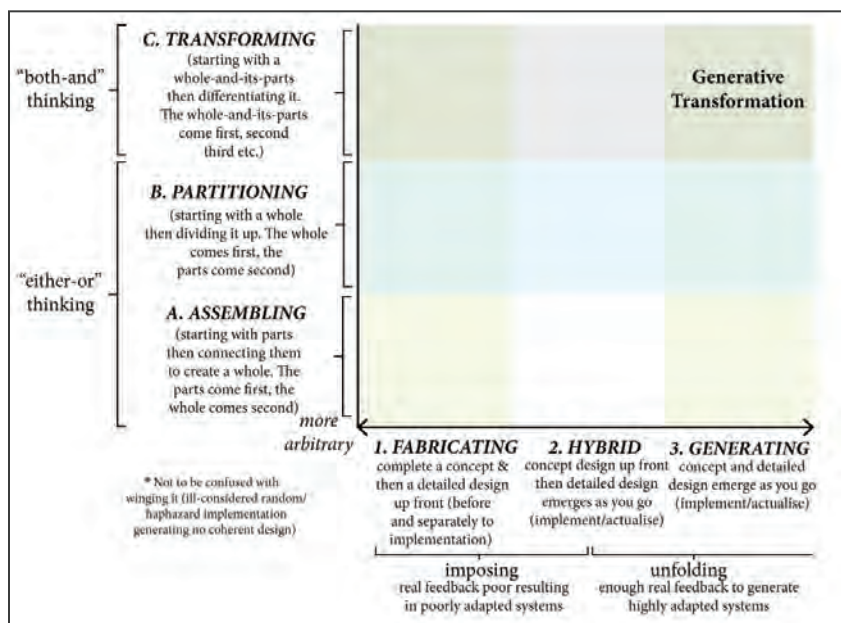 C. TRANSFORMING
(starting with a
whole-and-its-parts
then differentiating it.
The whole-and-its-parts
come first, second
third etc.)
"both-and"
thinking
Generative
Transformation
B. PARTITIONING
(starting with a whole
then dividing it up. The whole
comes first, the
parts come second)
"either-or"
thinking
A. ASSEMBLING
(starting with parts
then connecting them
to create a whole. The
parts come first, the
whole comes second)
more
arbitrary
1. FABRICATING
complete a concept &
then a detailed design
up front (before
and separately to
implementation)
2. HYBRID
concept design up front
then detailed design
emerges as you go
(implement/actualise)
3. GENERATING
concept and detailed
design emerge as you go
(implement/actualise)
* Not to be confused with
winging it (ill-considered random/
haphazard implementation
generating no coherent design)
imposing
real feedback poor resulting
in poorly adapted systems
unfolding
enough real feedback to generate
highly adapted systems